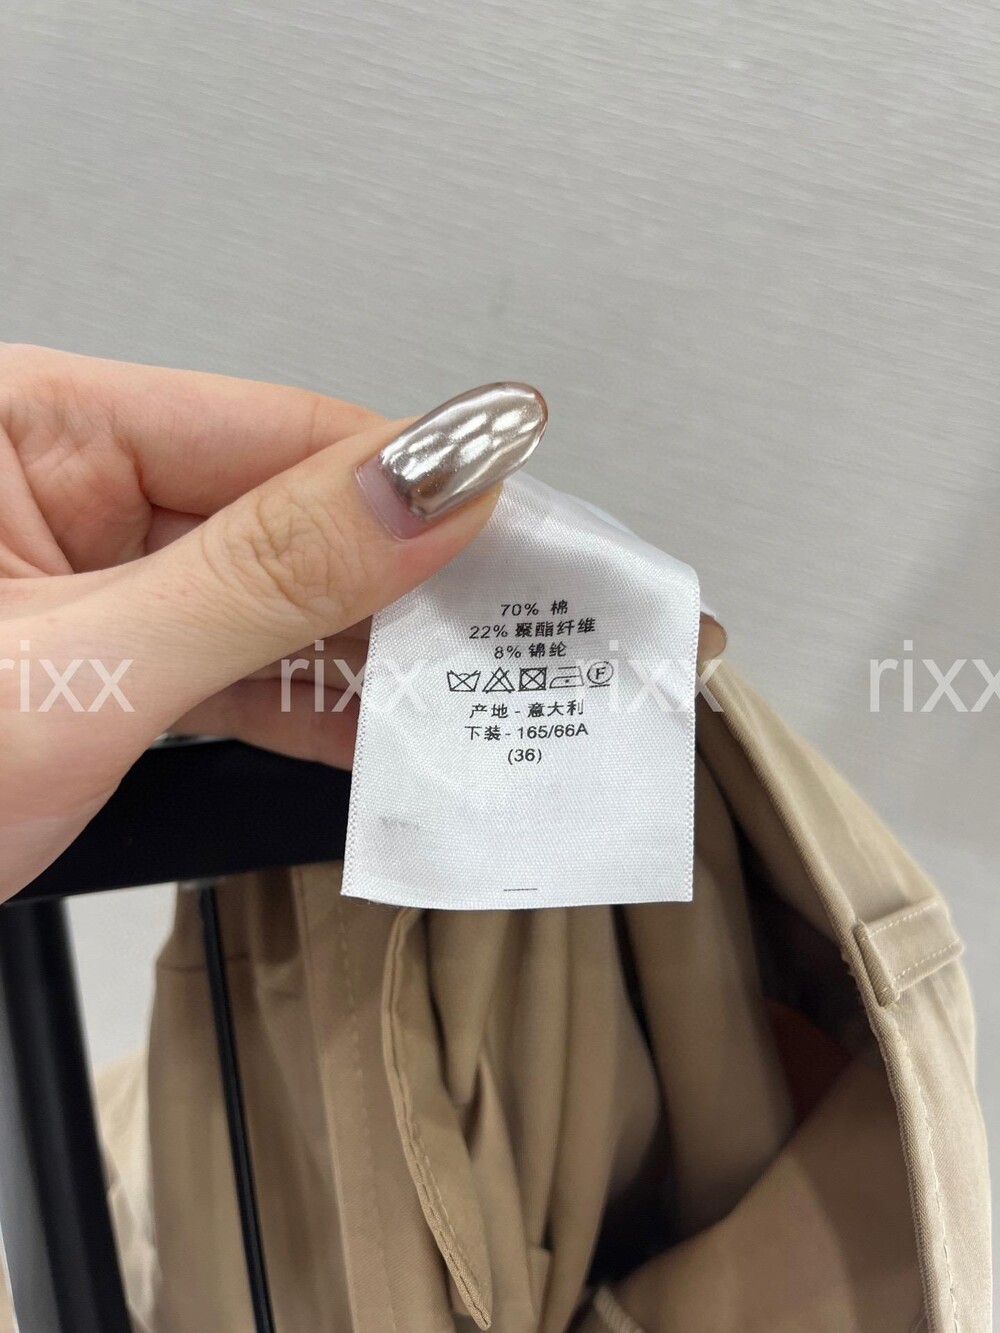 70% 棉
22% 聚酯纤维
8% 锦纶
F
产地 - 意大利
下装 - 165/66A
(36)
rixx rixx rixx rixx